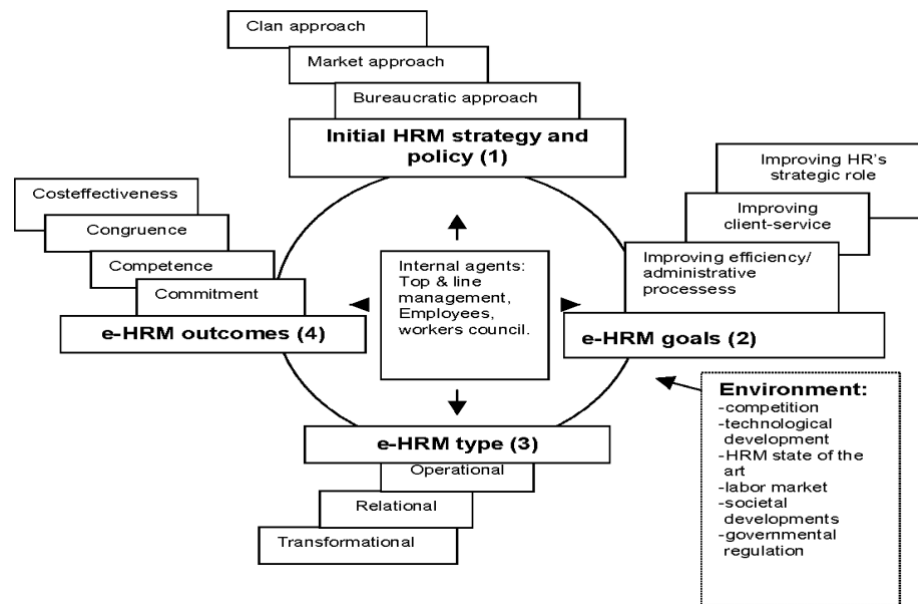 Clan approach
Market approach
Bureaucratic approach
Initial HRM strategy and
policy (1)
Improving HR's
strategic role
Improving
client-service
Improving efficiency/
administrative
processess
e-HRM goals (2)
Costeffectiveness
Congruence
Competence
Commitment
e-HRM outcomes (4)
Internal agents:
Top & line
management,
Employees,
workers council.
e-HRM type (3)
Operational
Relational
Transformational
Environment:
-competition
-technological
development
-HRM state of the
art
-labor market
-societal
developments
-governmental
regulation